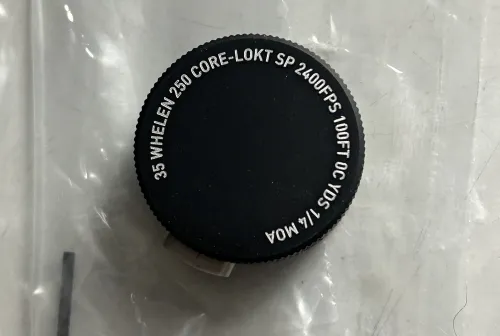 35 WHELEN 250 CORE-LOKT SP 2400FPS 100FT 0C YDS 1/4 MOA